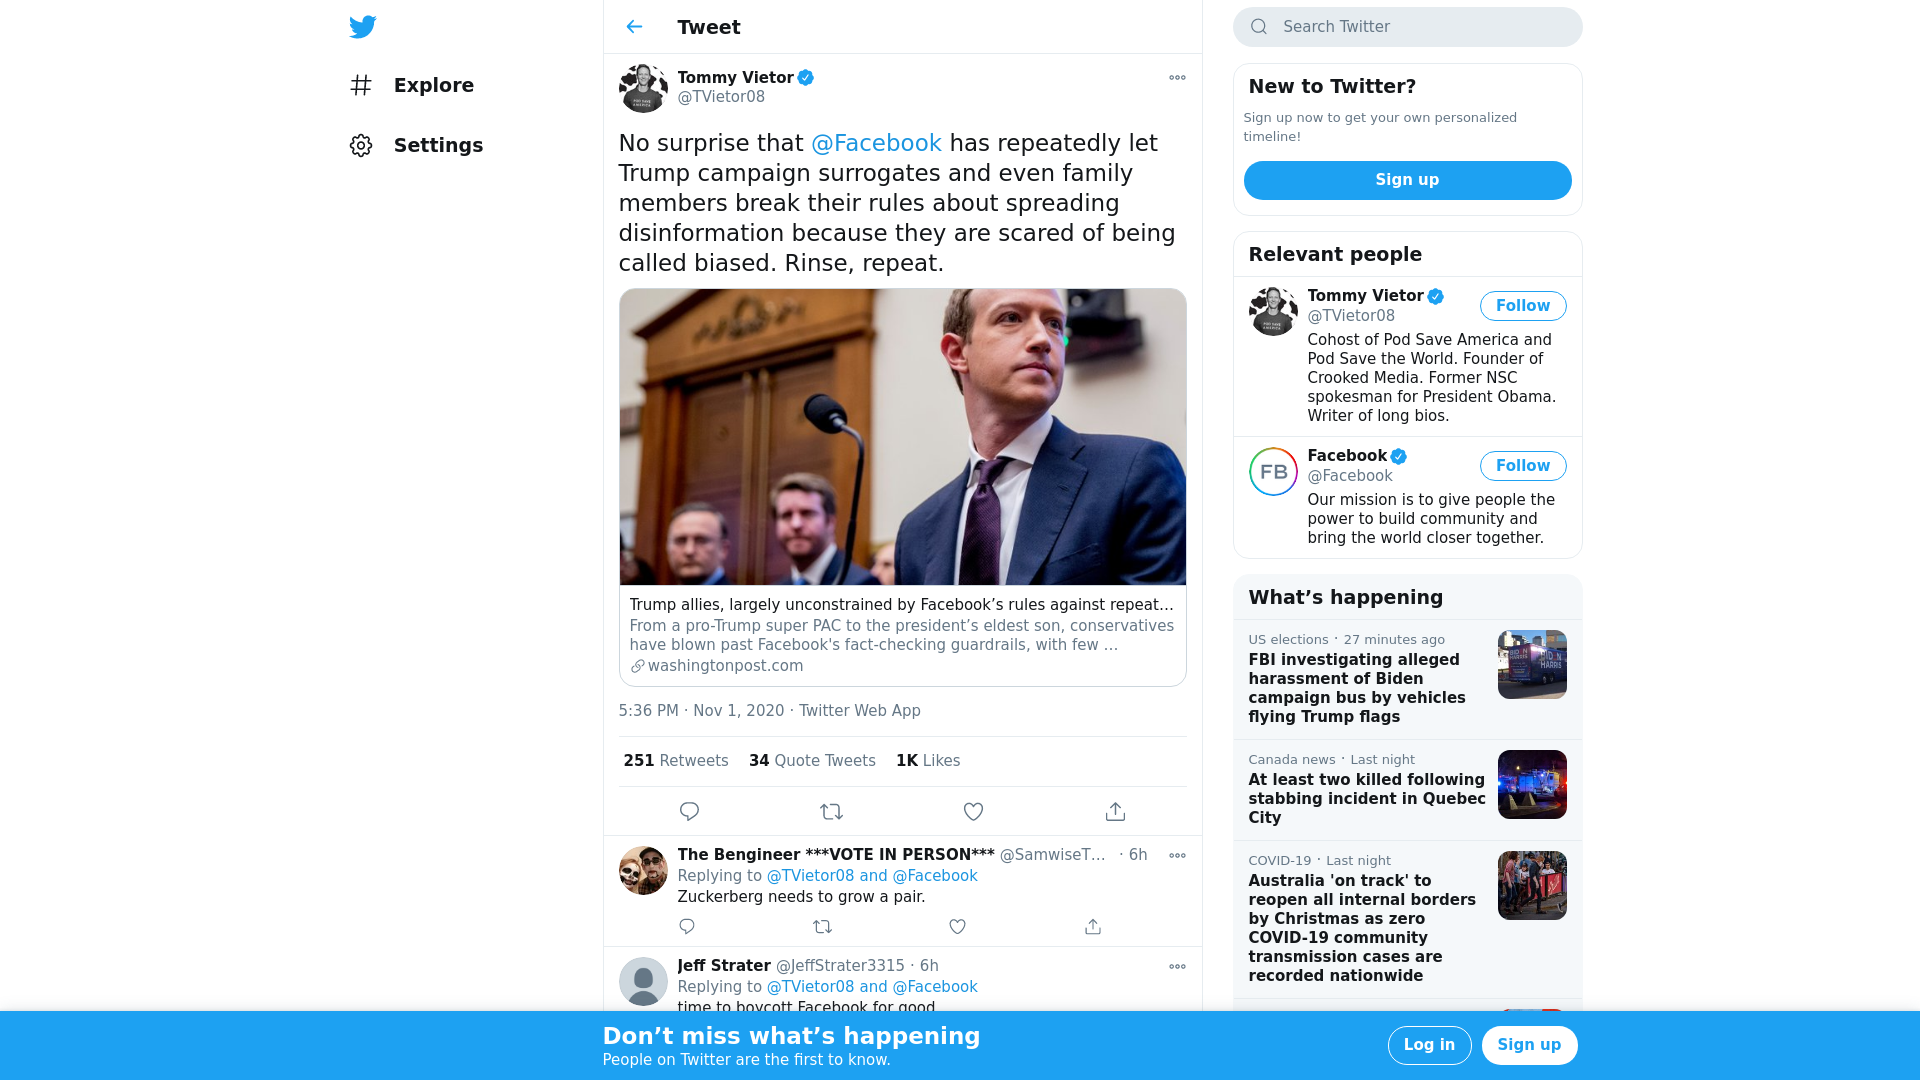 Explore
Settings
Tweet
Tommy Vietor
@TVietor08
No surprise that @Facebook has repeatedly let
Trump campaign surrogates and even family
members break their rules about spreading
disinformation because they are scared of being
called biased. Rinse, repeat.
Trump allies, largely unconstrained by Facebook’s rules against repeat…
From a pro-Trump super PAC to the president’s eldest son, conservatives
have blown past Facebook's fact-checking guardrails, with few …
washingtonpost.com
5:36 PM · Nov 1, 2020 · Twitter Web App
251 Retweets 34 Quote Tweets 1K Likes
The Bengineer ***VOTE IN PERSON*** @SamwiseT… · 6h
Replying to @TVietor08 and @Facebook
Zuckerberg needs to grow a pair.
Jeff Strater @JeffStrater3315 · 6h
Replying to @TVietor08 and @Facebook
time to boycott Facebook for good
Search Twitter
New to Twitter?
Sign up now to get your own personalized
timeline!
Sign up
Relevant people
Tommy Vietor
@TVietor08
Follow
Cohost of Pod Save America and
Pod Save the World. Founder of
Crooked Media. Former NSC
spokesman for President Obama.
Writer of long bios.
FB
Facebook
@Facebook
Follow
Our mission is to give people the
power to build community and
bring the world closer together.
What’s happening
US elections · 27 minutes ago
FBI investigating alleged
harassment of Biden
campaign bus by vehicles
flying Trump flags
Canada news · Last night
At least two killed following
stabbing incident in Quebec
City
COVID-19 · Last night
Australia 'on track' to
reopen all internal borders
by Christmas as zero
COVID-19 community
transmission cases are
recorded nationwide
Don’t miss what’s happening
People on Twitter are the first to know.
Log in
Sign up